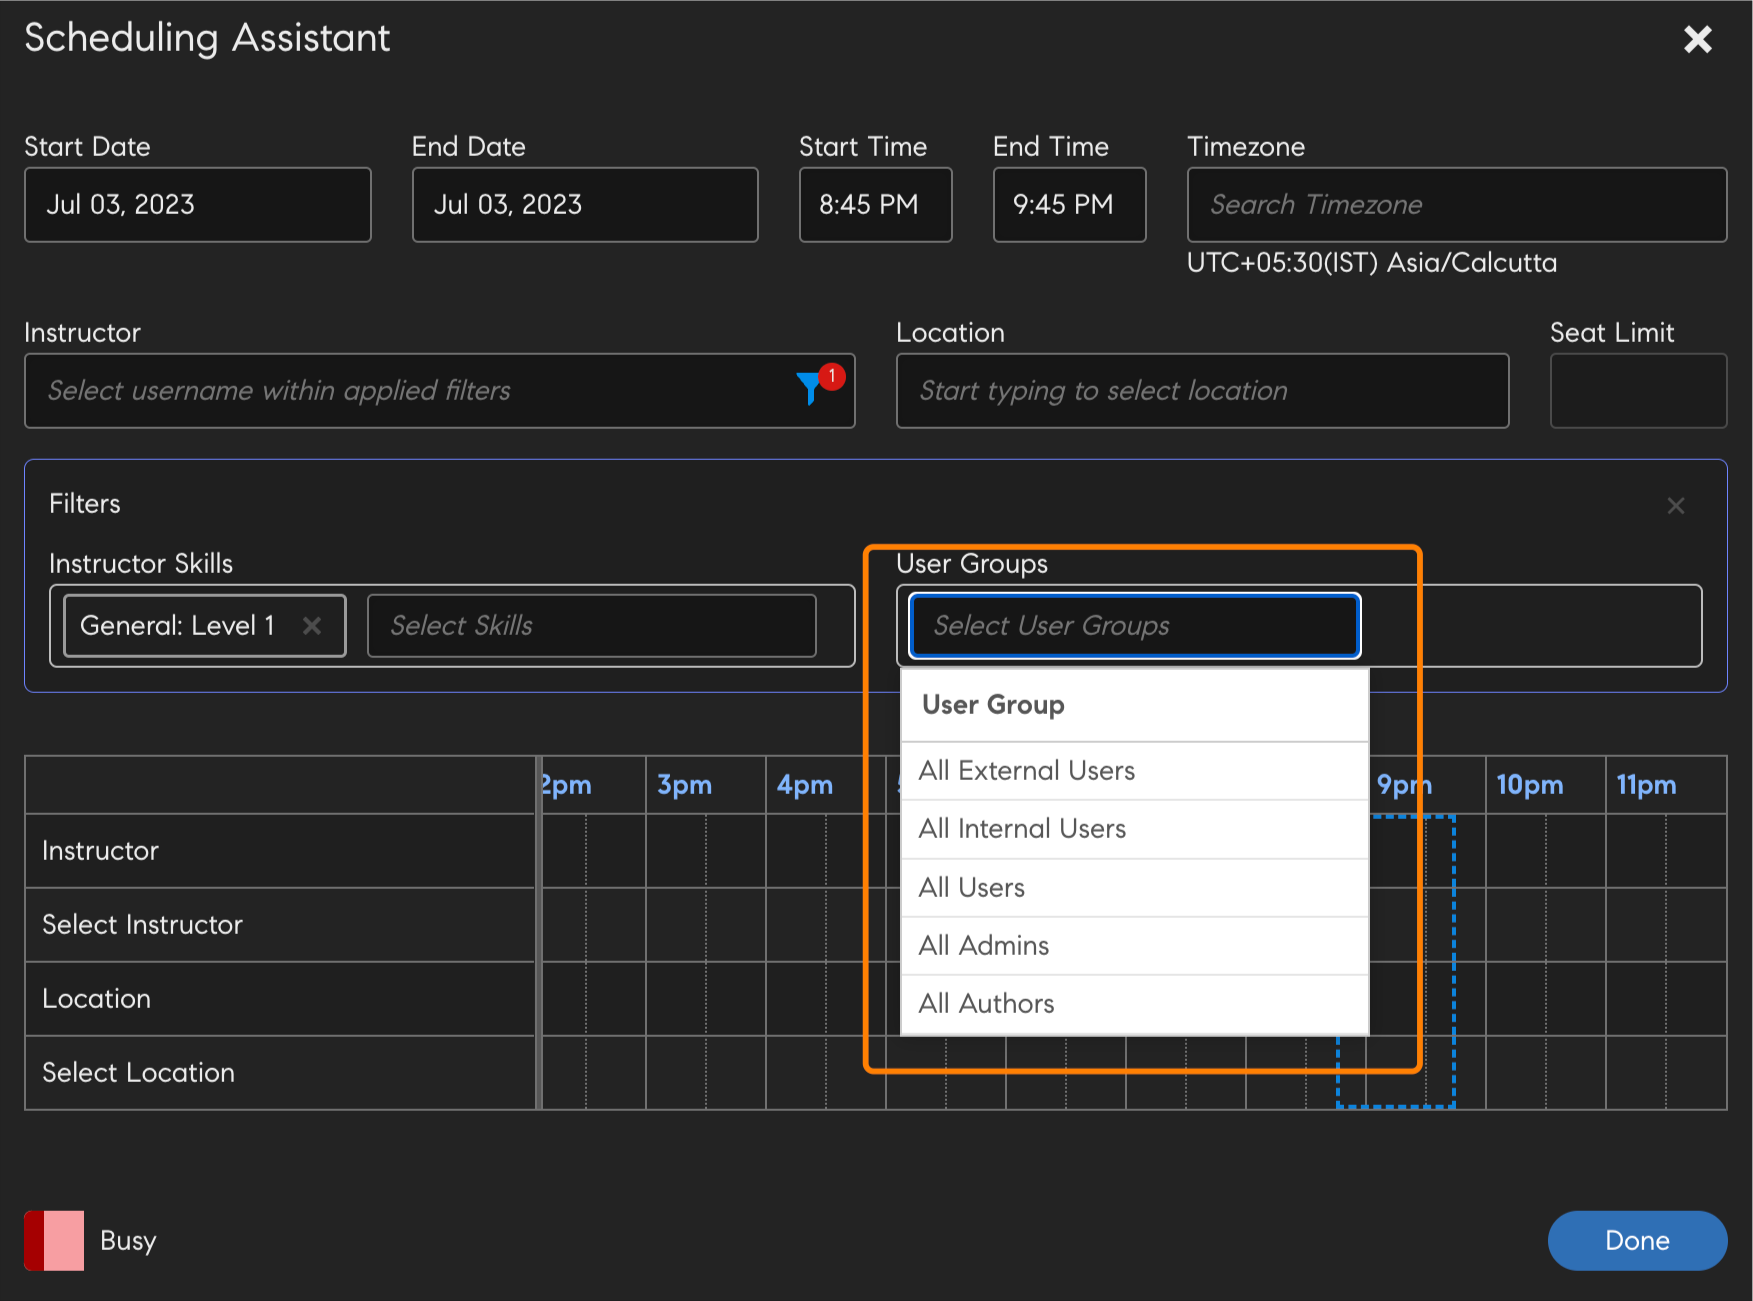 Scheduling Assistant
Start Date End Date Start Time End Time Timezone
Jul 03, 2023 Jul 03, 2023 8:45 PM 9:45 PM Search Timezone
UTC+05:30(IST) Asia/Calcutta
Instructor Location Seat Limit
Select username within applied filters 1 Start typing to select location
Filters
Instructor Skills User Groups
General: Level 1 Select Skills Select User Groups
User Group
All External Users
All Internal Users
All Users
All Admins
All Authors
2pm 3pm 4pm 9pm 10pm 11pm
Instructor
Select Instructor
Location
Select Location
Busy Done